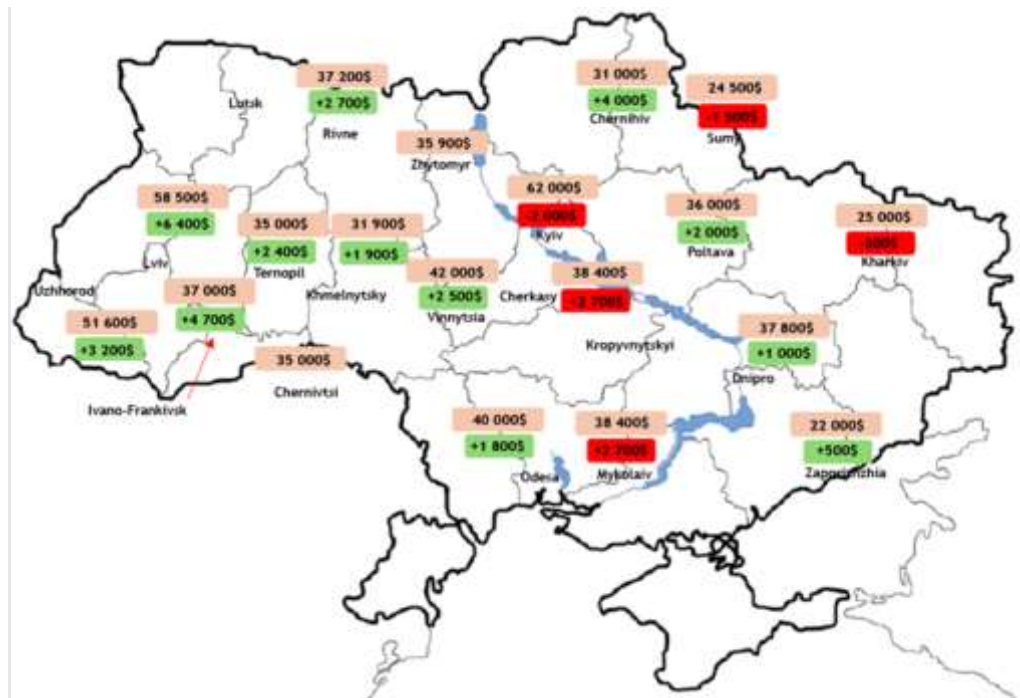 37 200$
+2 700$
Rivne
Lutsk
31 000$
+4 000$
Chernihiv
24 500$
-1 500$
Sumy
35 900$
Zhytomyr
58 500$
+6 400$
Lviv
35 000$
+2 400$
Ternopil
31 900$
+1 900$
Khmelnytsky
62 000$
-2 000$
Kyiv
36 000$
+2 000$
Poltava
25 000$
-500$
Kharkiv
Uzhhorod
51 600$
+3 200$
37 000$
+4 700$
Ivano-Frankivsk
42 000$
+2 500$
Vinnytsia
38 400$
Cherkasy
-2 700$
Kropyvnytskyi
37 800$
+1 000$
Dnipro
35 000$
Chernivtsi
40 000$
+1 800$
Odesa
38 400$
+2 700$
Mykolaiv
22 000$
+500$
Zaporizhzhia